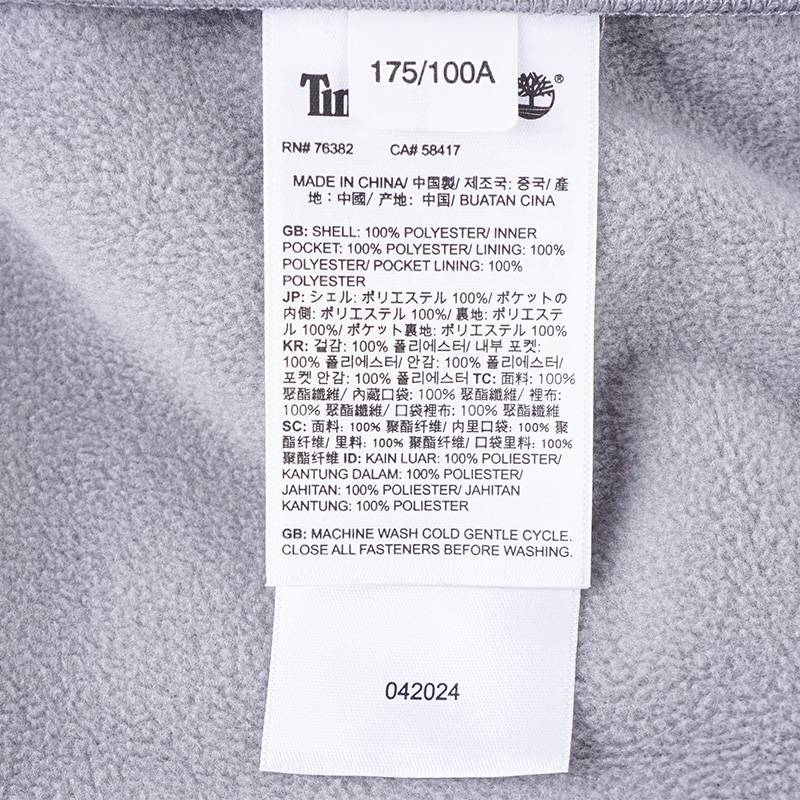 175/100A
RN# 76382 CA# 58417
MADE IN CHINA/ 中国製/ 제조국: 중국/ 產
地：中國/ 产地：中国/ BUATAN CINA
GB: SHELL: 100% POLYESTER/ INNER
POCKET: 100% POLYESTER/ LINING: 100%
POLYESTER/ POCKET LINING: 100%
POLYESTER
JP: シェル: ポリエステル 100%/ ポケットの
内側: ポリエステル 100%/ 裏地: ポリエステ
ル 100%/ ポケット裏地: ポリエステル 100%
KR: 겉감: 100% 폴리에스터/ 내부 포켓:
100% 폴리에스터/ 안감: 100% 폴리에스터/
포켓 안감: 100% 폴리에스터 TC: 面料: 100%
聚酯纖維/ 內藏口袋: 100% 聚酯纖維/ 裡布:
100% 聚酯纖維/ 口袋裡布: 100% 聚酯纖維
SC: 面料: 100% 聚酯纤维/ 内里口袋: 100% 聚
酯纤维/ 里料: 100% 聚酯纤维/ 口袋里料: 100%
聚酯纤维 ID: KAIN LUAR: 100% POLIESTER/
KANTUNG DALAM: 100% POLIESTER/
JAHITAN: 100% POLIESTER/ JAHITAN
KANTUNG: 100% POLIESTER
GB: MACHINE WASH COLD GENTLE CYCLE.
CLOSE ALL FASTENERS BEFORE WASHING.
042024